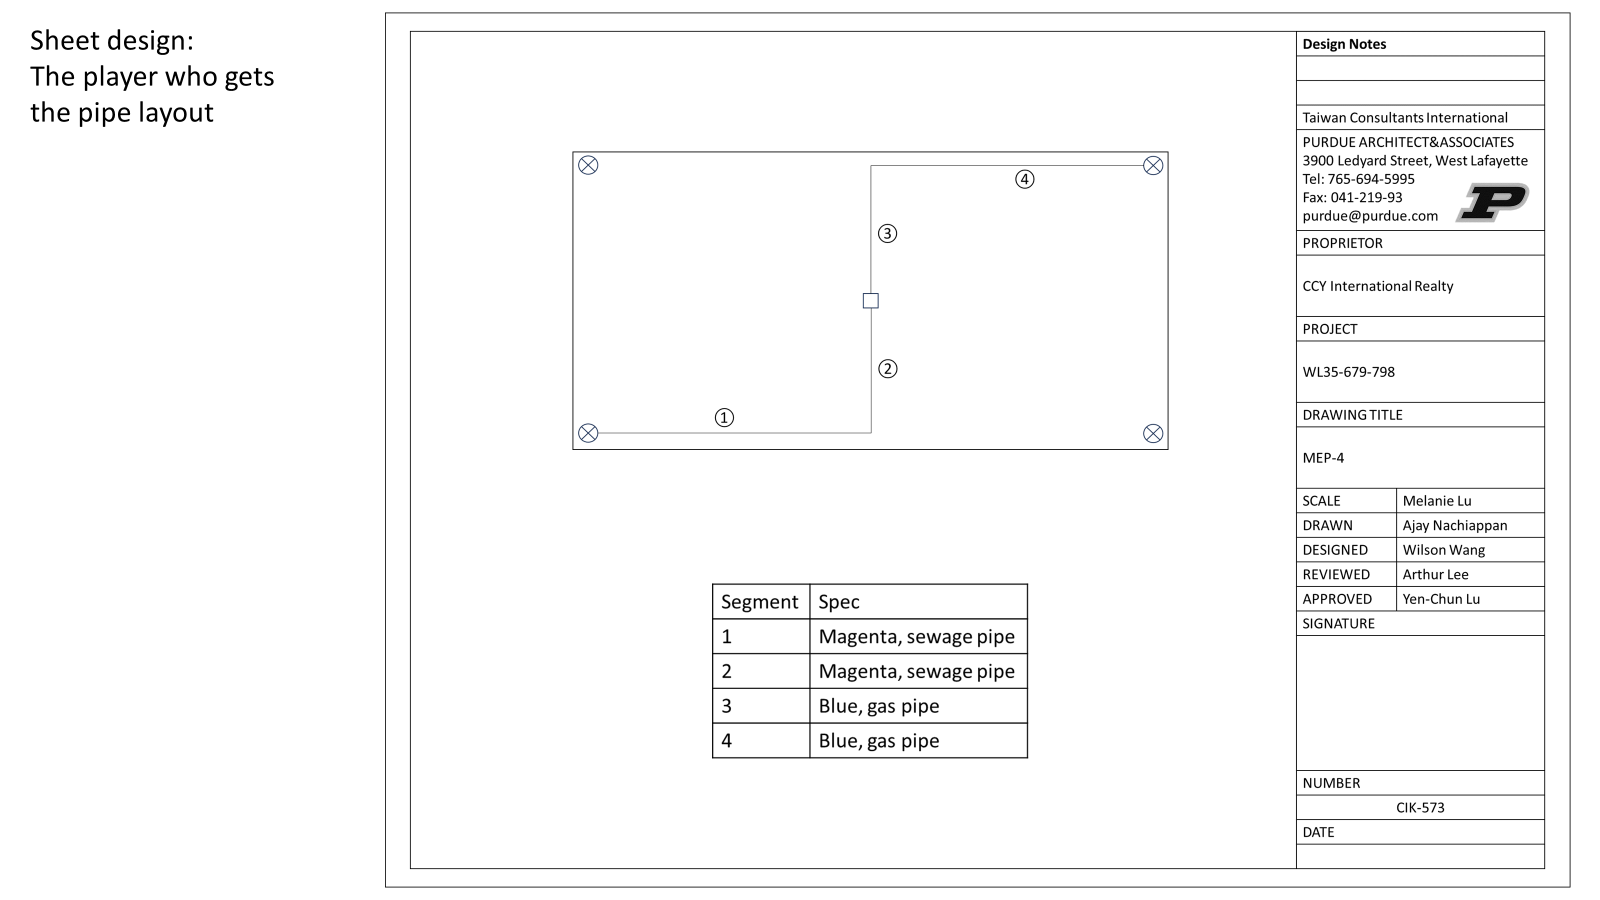 Sheet design:
The player who gets
the pipe layout
④
③
②
①
Segment Spec
1 Magenta, sewage pipe
2 Magenta, sewage pipe
3 Blue, gas pipe
4 Blue, gas pipe
Design Notes
Taiwan Consultants International
PURDUE ARCHITECT&ASSOCIATES
3900 Ledyard Street, West Lafayette
Tel: 765-694-5995
Fax: 041-219-93
purdue@purdue.com
P
PROPRIETOR
CCY International Realty
PROJECT
WL35-679-798
DRAWING TITLE
MEP-4
SCALE Melanie Lu
DRAWN Ajay Nachiappan
DESIGNED Wilson Wang
REVIEWED Arthur Lee
APPROVED Yen-Chun Lu
SIGNATURE
NUMBER
CIK-573
DATE